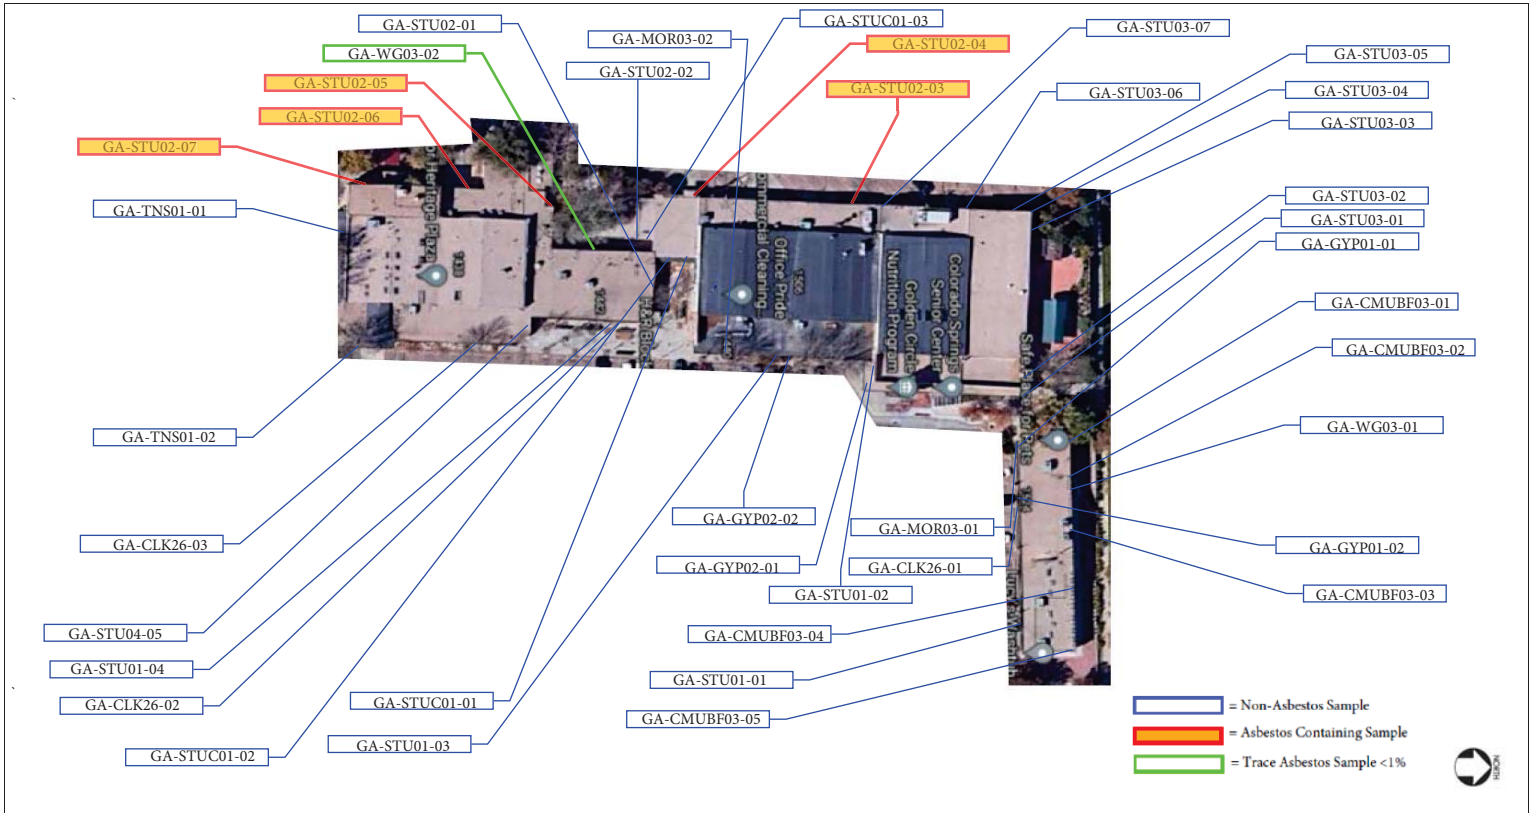 GA-STU02-01
GA-STUC01-03
GA-STU03-07
GA-MOR03-02
GA-STU02-04
GA-WG03-02
GA-STU03-05
GA-STU02-02
GA-STU02-05
GA-STU02-03
GA-STU03-06
GA-STU03-04
GA-STU02-06
GA-STU03-03
GA-STU02-07
GA-TNS01-01
GA-STU03-02
GA-STU03-01
GA-GYP01-01
GA-CMUBF03-01
GA-CMUBF03-02
GA-WG03-01
GA-TNS01-02
GA-GYP02-02
GA-MOR03-01
GA-CLK26-03
GA-GYP01-02
GA-GYP02-01
GA-CLK26-01
GA-STU01-02
GA-CMUBF03-03
GA-STU04-05
GA-CMUBF03-04
GA-STU01-04
GA-STU01-01
GA-CLK26-02
GA-STUC01-01
GA-CMUBF03-05
GA-STU01-03
GA-STUC01-02
Plaza
1430
1492
H&R Block
Commercial Cleaning
Office Pride
1506
Colorado Springs
Senior Center
Golden Circle
Nutrition Program
= Non-Asbestos Sample
= Asbestos Containing Sample
= Trace Asbestos Sample <1%
NORTH